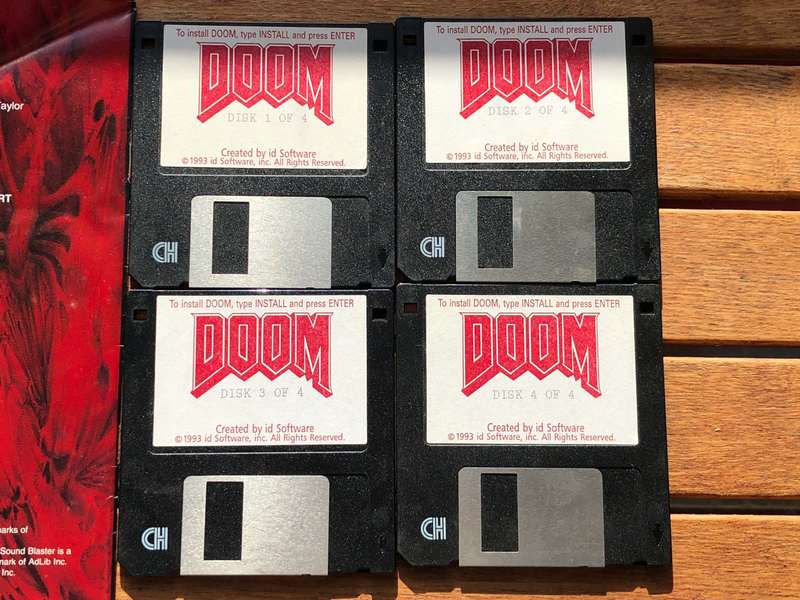 Taylor
RT
marks of
Sound Blaster is a
mark of AdLib Inc.
Inc.
To install DOOM, type INSTALL and press ENTER
DOOM
DISK 1 OF 4
Created by id Software
©1993 id Software, inc. All Rights Reserved.
CH
To install DOOM, type INSTALL and press ENTER
DOOM
DISK 2 OF 4
Created by id Software
©1993 id Software, inc. All Rights Reserved.
CH
To install DOOM, type INSTALL and press ENTER
DOOM
DISK 3 OF 4
Created by id Software
©1993 id Software, inc. All Rights Reserved.
CH
To install DOOM, type INSTALL and press ENTER
DOOM
DISK 4 OF 4
Created by id Software
©1993 id Software, inc. All Rights Reserved.
CH